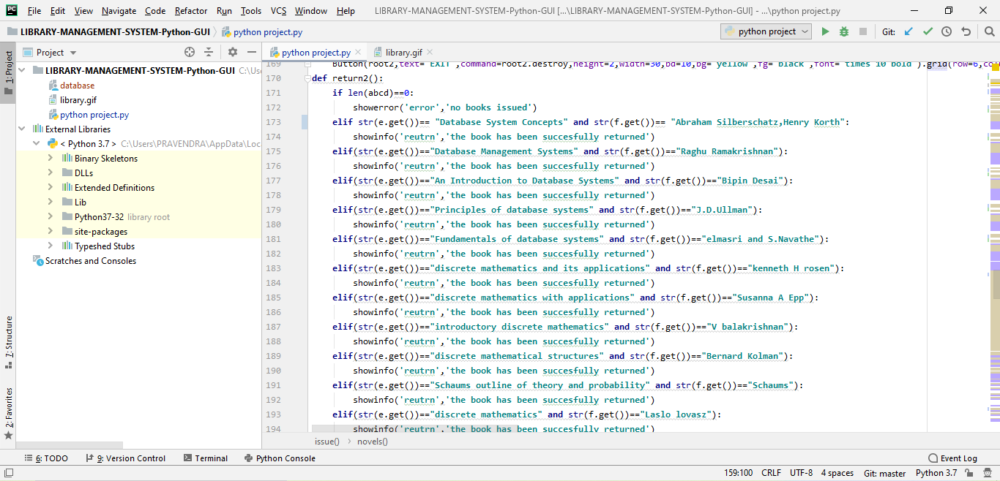 File Edit View Navigate Code Refactor Run Tools VCS Window Help LIBRARY-MANAGEMENT-SYSTEM-Python-GUI [...\LIBRARY-MANAGEMENT-SYSTEM-Python-GUI] - ...\python project.py
LIBRARY-MANAGEMENT-SYSTEM-Python-GUI python project.py python project Git:
Project python project.py library.gif
1: Project
LIBRARY-MANAGEMENT-SYSTEM-Python-GUI C:\Use
database
library.gif
python project.py
External Libraries
< Python 3.7 > C:\Users\PRAVENDRA\AppData\Loc
Binary Skeletons
DLLs
Extended Definitions
Lib
Python37-32 library root
site-packages
Typeshed Stubs
Scratches and Consoles
7: Structure
2: Favorites
169 Button(root2,text="EXIT",command=root2.destroy,height=2,width=30,bd=10,bg="yellow",fg="black",font="times 10 bold").grid(row=6,co
170 def return2():
171 if len(abcd)==0:
172 showerror('error','no books issued')
173 elif str(e.get())== "Database System Concepts" and str(f.get())== "Abraham Silberschatz,Henry Korth":
174 showinfo('reutrn','the book has been succesfully returned')
175 elif(str(e.get())=="Database Management Systems" and str(f.get())=="Raghu Ramakrishnan"):
176 showinfo('reutrn','the book has been succesfully returned')
177 elif(str(e.get())=="An Introduction to Database Systems" and str(f.get())=="Bipin Desai"):
178 showinfo('reutrn','the book has been succesfully returned')
179 elif(str(e.get())=="Principles of database systems" and str(f.get())=="J.D.Ullman"):
180 showinfo('reutrn','the book has been succesfully returned')
181 elif(str(e.get())=="Fundamentals of database systems" and str(f.get())=="elmasri and S.Navathe"):
182 showinfo('reutrn','the book has been succesfully returned')
183 elif(str(e.get())=="discrete mathematics and its applications" and str(f.get())=="kenneth H rosen"):
184 showinfo('reutrn','the book has been succesfully returned')
185 elif(str(e.get())=="discrete mathematics with applications" and str(f.get())=="Susanna A Epp"):
186 showinfo('reutrn','the book has been succesfully returned')
187 elif(str(e.get())=="introductory discrete mathematics" and str(f.get())=="V balakrishnan"):
188 showinfo('reutrn','the book has been succesfully returned')
189 elif(str(e.get())=="discrete mathematical structures" and str(f.get())=="Bernard Kolman"):
190 showinfo('reutrn','the book has been succesfully returned')
191 elif(str(e.get())=="Schaums outline of theory and probability" and str(f.get())=="Schaums"):
192 showinfo('reutrn','the book has been succesfully returned')
193 elif(str(e.get())=="discrete mathematics" and str(f.get())=="Laslo lovasz"):
194 showinfo('reutrn','the book has been succesfully returned')
issue() novels()
6: TODO 9: Version Control Terminal Python Console Event Log
159:100 CRLF UTF-8 4 spaces Git: master Python 3.7